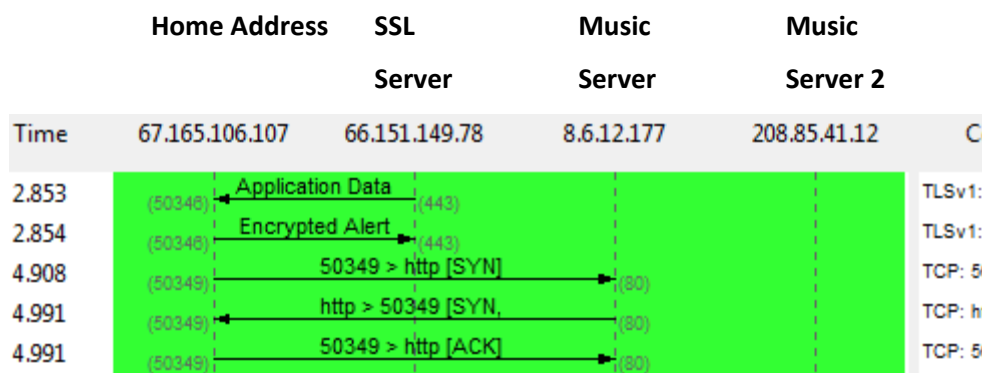 Home Address SSL Music Music
Server Server Server 2
Time 67.165.106.107 66.151.149.78 8.6.12.177 208.85.41.12 C
2.853 (50346) Application Data (443) TLSv1:
2.854 (50346) Encrypted Alert (443) TLSv1:
4.908 (50349) 50349 > http [SYN] (80) TCP: 5
4.991 (50349) http > 50349 [SYN, (80) TCP: h
4.991 (50349) 50349 > http [ACK] (80) TCP: 5